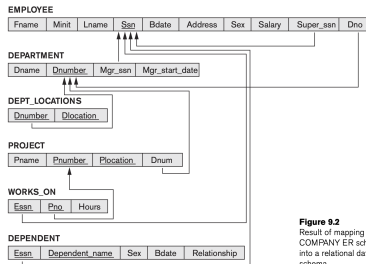 EMPLOYEE
Fname Minit Lname Ssn Bdate Address Sex Salary Super_ssn Dno
DEPARTMENT
Dname Dnumber Mgr_ssn Mgr_start_date
DEPT_LOCATIONS
Dnumber Dlocation
PROJECT
Pname Pnumber Plocation Dnum
WORKS_ON
Essn Pno Hours
Figure 9.2
Result of mapping
COMPANY ER sch
into a relational da
schema.
DEPENDENT
Essn Dependent_name Sex Bdate Relationship